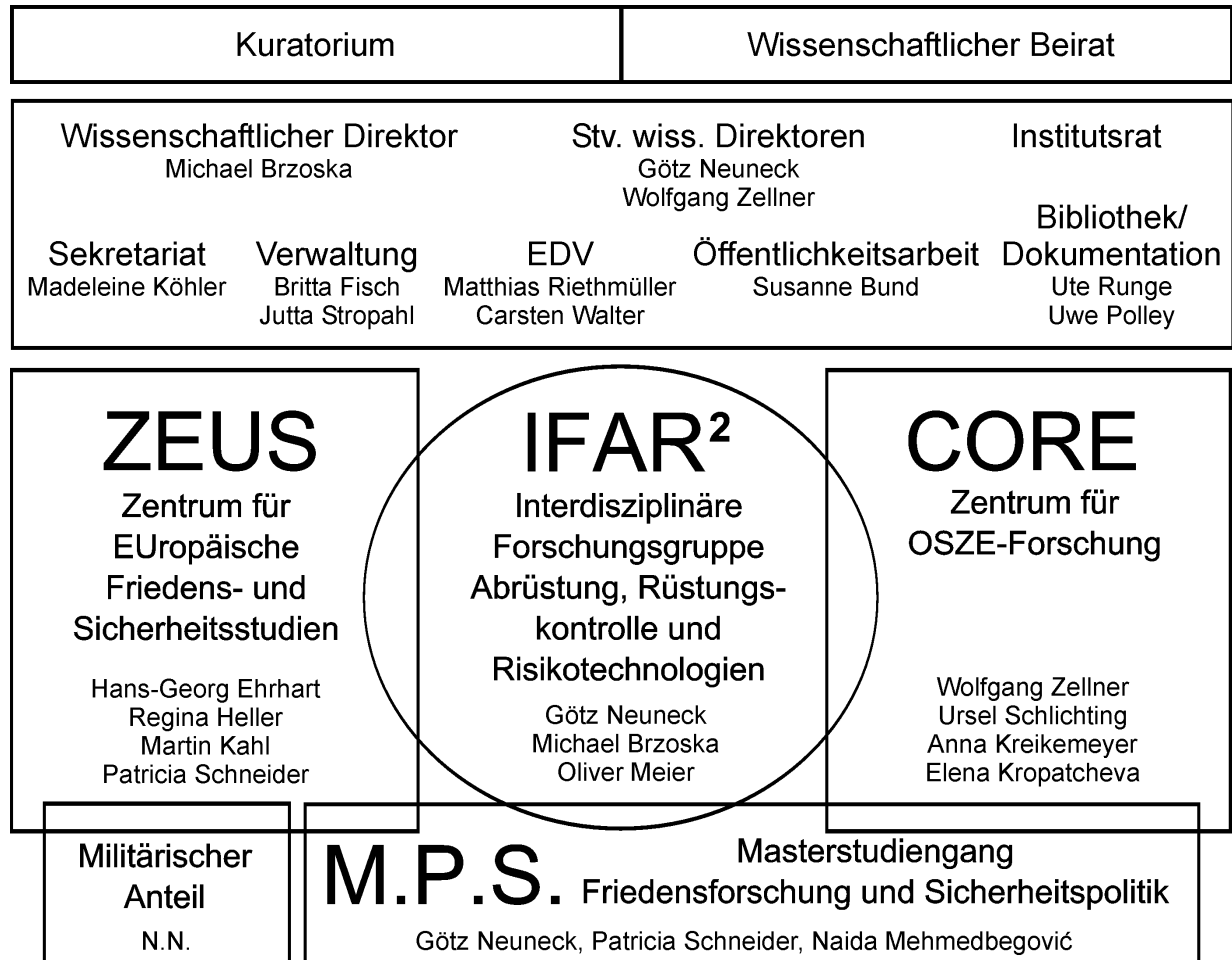 Kuratorium
Wissenschaftlicher Beirat
Wissenschaftlicher Direktor
Michael Brzoska
Stv. wiss. Direktoren
Götz Neuneck
Wolfgang Zellner
Institutsrat
Sekretariat
Madeleine Köhler
Verwaltung
Britta Fisch
Jutta Stropahl
EDV
Matthias Riethmüller
Carsten Walter
Öffentlichkeitsarbeit
Susanne Bund
Bibliothek/
Dokumentation
Ute Runge
Uwe Polley
ZEUS
Zentrum für
EUropäische
Friedens- und
Sicherheitsstudien
Hans-Georg Ehrhart
Regina Heller
Martin Kahl
Patricia Schneider
IFAR²
Interdisziplinäre
Forschungsgruppe
Abrüstung, Rüstungs-
kontrolle und
Risikotechnologien
Götz Neuneck
Michael Brzoska
Oliver Meier
CORE
Zentrum für
OSZE-Forschung
Wolfgang Zellner
Ursel Schlichting
Anna Kreikemeyer
Elena Kropatcheva
Militärischer
Anteil
N.N.
M.P.S.
Masterstudiengang
Friedensforschung und Sicherheitspolitik
Götz Neuneck, Patricia Schneider, Naida Mehmedbegović